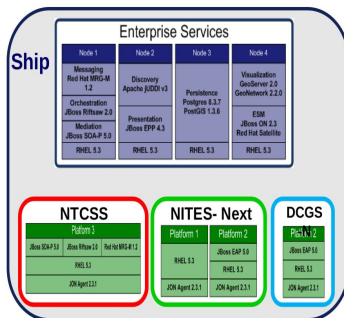 Enterprise Services
Ship
Node 1
Messaging
Red Hat MRG-M
1.2
Orchestration
JBoss Riftsaw 2.0
Mediation
JBoss SOA-P 5.0
RHEL 5.3
Node 2
Discovery
Apache jUDDI v3
Presentation
JBoss EPP 4.3
RHEL 5.3
Node 3
Persistence
Postgres 8.3.7
PostGIS 1.3.6
RHEL 5.3
Node 4
Visualization
GeoServer 2.0
GeoNetwork 2.2.0
ESM
JBoss ON 2.3
Red Hat Satellite
RHEL 5.3
NTCSS
Platform 3
JBoss SOA-P 5.0
JBoss Riftsaw 2.0
Red Hat MRG-M 1.2
RHEL 5.3
JON Agent 2.3.1
NITES- Next
Platform 1
RHEL 5.3
JON Agent 2.3.1
Platform 2
JBoss EAP 5.0
RHEL 5.3
JON Agent 2.3.1
DCGS
N
Platform 2
JBoss EAP 5.0
RHEL 5.3
JON Agent 2.3.1